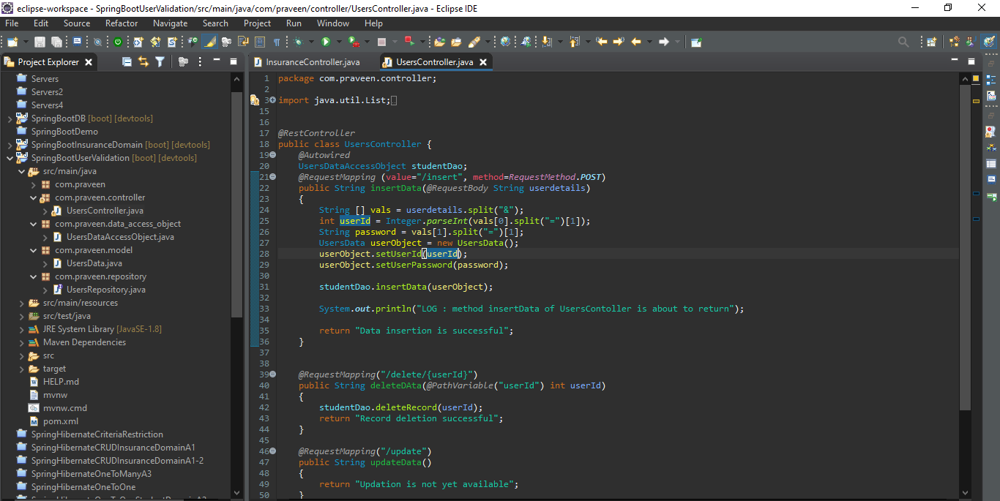 eclipse-workspace - SpringBootUserValidation/src/main/java/com/praveen/controller/UsersController.java - Eclipse IDE
File Edit Source Refactor Navigate Search Project Run Window Help
Project Explorer
Servers
Servers2
Servers4
SpringBootDB [boot] [devtools]
SpringBootDemo
SpringBootInsuranceDomain [boot] [devtools]
SpringBootUserValidation [boot] [devtools]
src/main/java
com.praveen
com.praveen.controller
UsersController.java
com.praveen.data_access_object
UsersDataAccessObject.java
com.praveen.model
UsersData.java
com.praveen.repository
UsersRepository.java
src/main/resources
src/test/java
JRE System Library [JavaSE-1.8]
Maven Dependencies
src
target
HELP.md
mvnw
mvnw.cmd
pom.xml
SpringHibernateCriteriaRestriction
SpringHibernateCRUDInsuranceDomainA1
SpringHibernateCRUDInsuranceDomainA1-2
SpringHibernateOneToManyA3
SpringHibernateOneToOne
InsuranceController.java UsersController.java
1 package com.praveen.controller;
2
3 import java.util.List;
15
16
17 @RestController
18 public class UsersController {
19 @Autowired
20 UsersDataAccessObject studentDao;
21 @RequestMapping (value="/insert", method=RequestMethod.POST)
22 public String insertData(@RequestBody String userdetails)
23 {
24 String [] vals = userdetails.split("&");
25 int userId = Integer.parseInt(vals[0].split("=")[1]);
26 String password = vals[1].split("=")[1];
27 UsersData userObject = new UsersData();
28 userObject.setUserId(userId);
29 userObject.setUserPassword(password);
30
31 studentDao.insertData(userObject);
32
33 System.out.println("LOG : method insertData of UsersContoller is about to return");
34
35 return "Data insertion is successful";
36 }
37
38
39 @RequestMapping("/delete/{userId}")
40 public String deleteDAta(@PathVariable("userId") int userId)
41 {
42 studentDao.deleteRecord(userId);
43 return "Record deletion successful";
44 }
45
46 @RequestMapping("/update")
47 public String updateData()
48 {
49 return "Updation is not yet available";
50 }